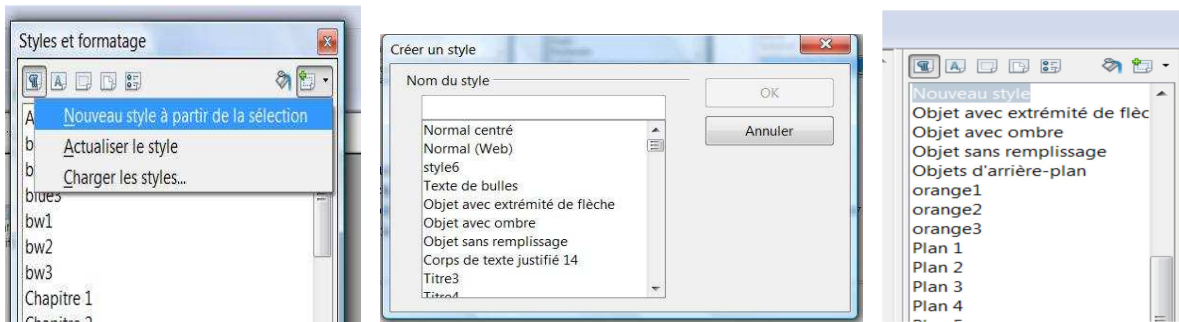 Styles et formatage
Nouveau style à partir de la sélection
Actualiser le style
Charger les styles...
blue3
bw1
bw2
bw3
Chapitre 1
Chapitre 2
Créer un style
Nom du style
OK
Annuler
Normal centré
Normal (Web)
style6
Texte de bulles
Objet avec extrémité de flèche
Objet avec ombre
Objet sans remplissage
Corps de texte justifié 14
Titre3
Titre4
Nouveau style
Objet avec extrémité de flèc
Objet avec ombre
Objet sans remplissage
Objets d'arrière-plan
orange1
orange2
orange3
Plan 1
Plan 2
Plan 3
Plan 4